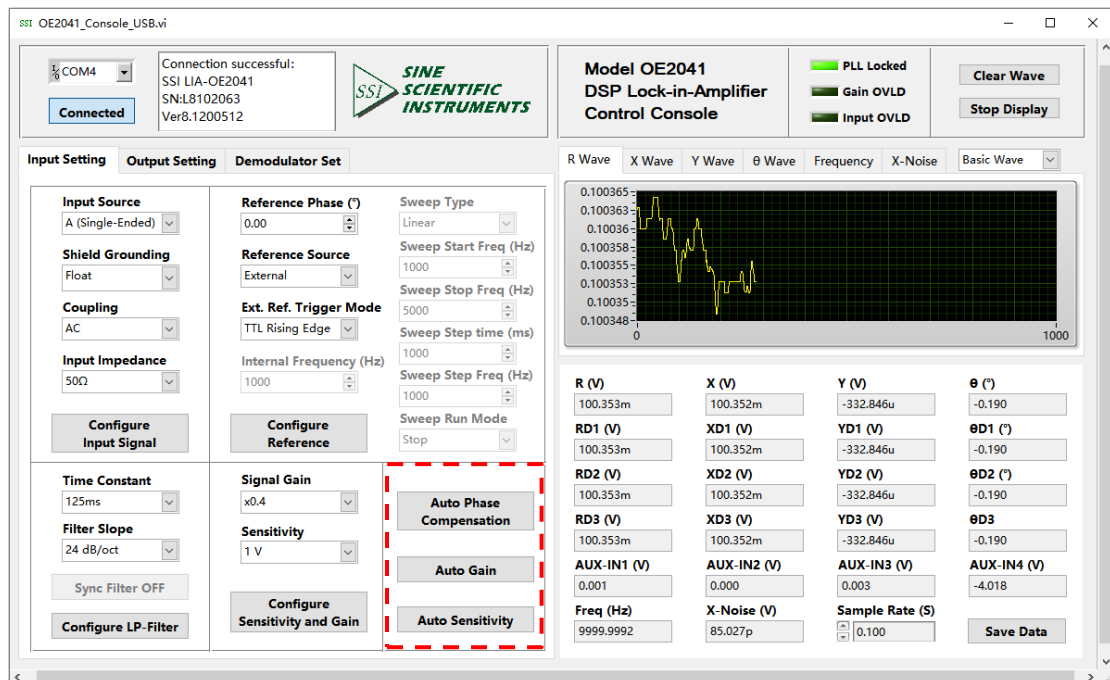 SSI OE2041_Console_USB.vi
COM4
Connected
Connection successful:
SSI LIA-OE2041
SN:L8102063
Ver8.1200512
SSI
SINE
SCIENTIFIC
INSTRUMENTS
Model OE2041
DSP Lock-in-Amplifier
Control Console
PLL Locked
Gain OVLD
Input OVLD
Clear Wave
Stop Display
Input Setting
Output Setting
Demodulator Set
Input Source
A (Single-Ended)
Shield Grounding
Float
Coupling
AC
Input Impedance
50Ω
Configure
Input Signal
Reference Phase (°)
0.00
Reference Source
External
Ext. Ref. Trigger Mode
TTL Rising Edge
Internal Frequency (Hz)
1000
Configure
Reference
Sweep Type
Linear
Sweep Start Freq (Hz)
1000
Sweep Stop Freq (Hz)
5000
Sweep Step time (ms)
1000
Sweep Step Freq (Hz)
1000
Sweep Run Mode
Stop
Time Constant
125ms
Filter Slope
24 dB/oct
Sync Filter OFF
Configure LP-Filter
Signal Gain
x0.4
Sensitivity
1 V
Configure
Sensitivity and Gain
Auto Phase
Compensation
Auto Gain
Auto Sensitivity
R Wave
X Wave
Y Wave
θ Wave
Frequency
X-Noise
Basic Wave
0.100365
0.100363
0.10036
0.100358
0.100355
0.100353
0.10035
0.100348
0
1000
R (V) X (V) Y (V) θ (°)
100.353m 100.352m -332.846u -0.190
RD1 (V) XD1 (V) YD1 (V) θD1 (°)
100.353m 100.352m -332.846u -0.190
RD2 (V) XD2 (V) YD2 (V) θD2 (°)
100.353m 100.352m -332.846u -0.190
RD3 (V) XD3 (V) YD3 (V) θD3
100.353m 100.352m -332.846u -0.190
AUX-IN1 (V) AUX-IN2 (V) AUX-IN3 (V) AUX-IN4 (V)
0.001 0.000 0.003 -4.018
Freq (Hz) X-Noise (V) Sample Rate (S)
9999.9992 85.027p 0.100 Save Data